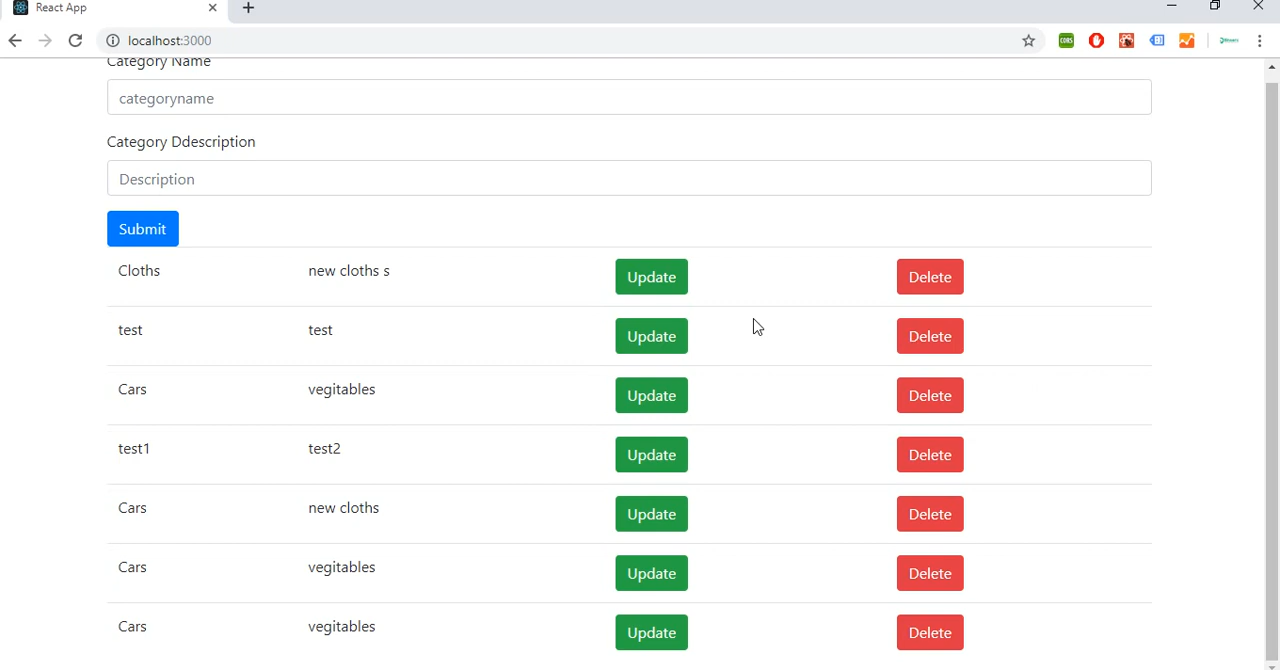 React App
localhost:3000
CORS
Category Name
categoryname
Category Ddescription
Description
Submit
Cloths new cloths s Update Delete
test test Update Delete
Cars vegitables Update Delete
test1 test2 Update Delete
Cars new cloths Update Delete
Cars vegitables Update Delete
Cars vegitables Update Delete